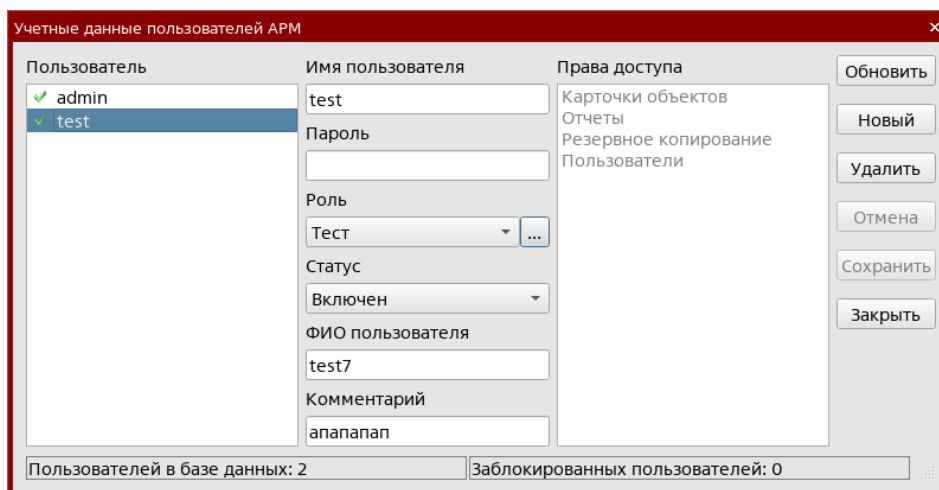 Учетные данные пользователей АРМ
Пользователь
admin
test
Имя пользователя
test
Пароль
Роль
Тест
...
Статус
Включен
ФИО пользователя
test7
Комментарий
апапапап
Права доступа
Карточки объектов
Отчеты
Резервное копирование
Пользователи
Обновить
Новый
Удалить
Отмена
Сохранить
Закрыть
Пользователей в базе данных: 2
Заблокированных пользователей: 0